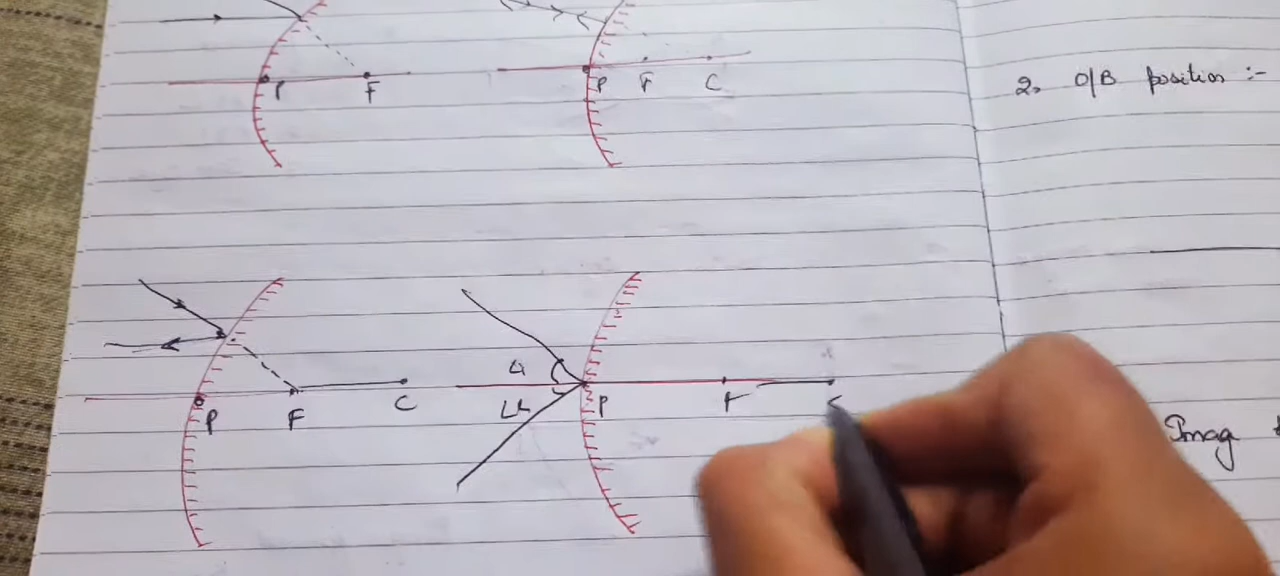 P F
P F C
2. O/B position :-
P F C
P F
Imag